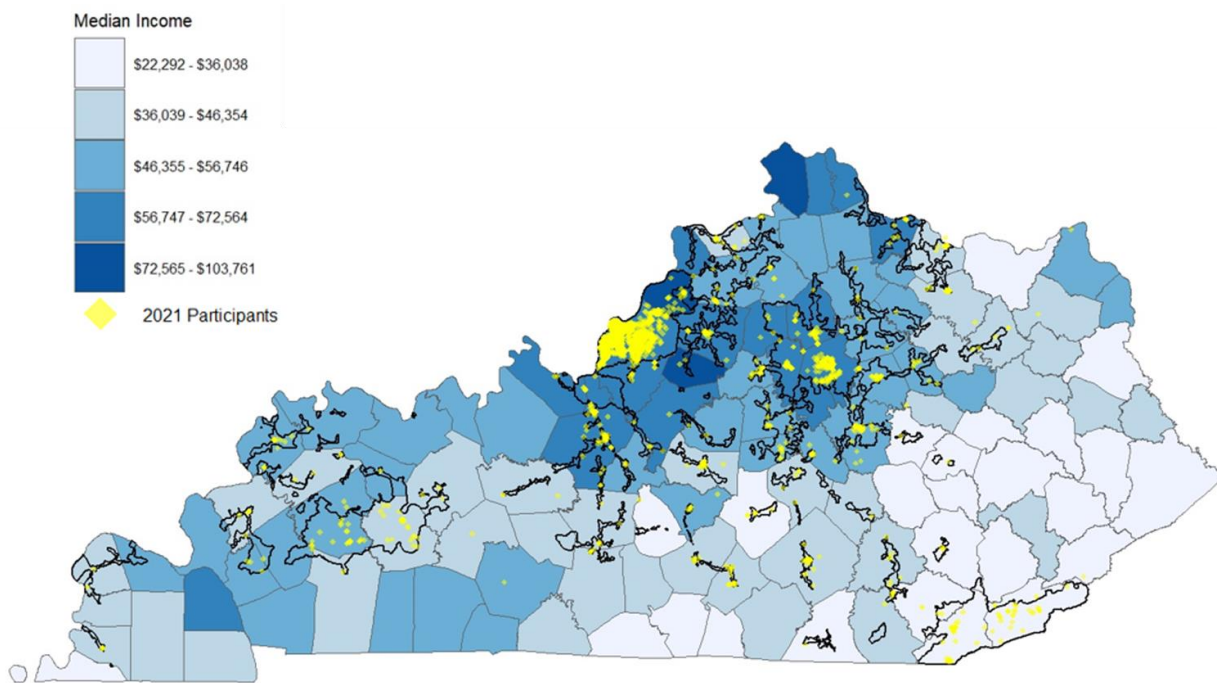 Median Income
$22,292 - $36,038
$36,039 - $46,354
$46,355 - $56,746
$56,747 - $72,564
$72,565 - $103,761
2021 Participants